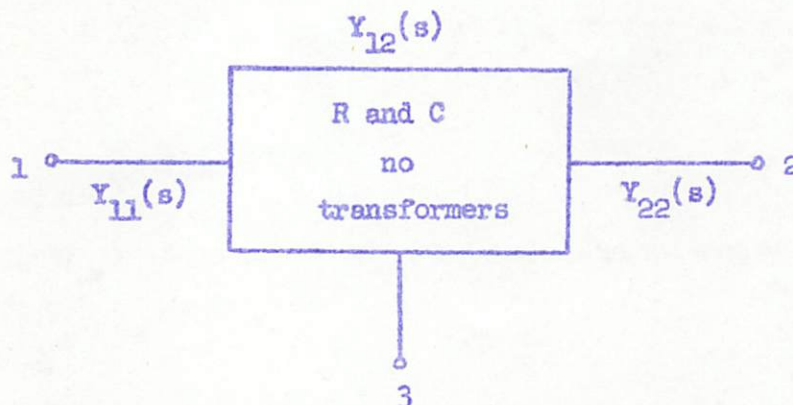 Y12(s)
R and C
1
no
2
Y11(s)
transformers
Y22(s)
3